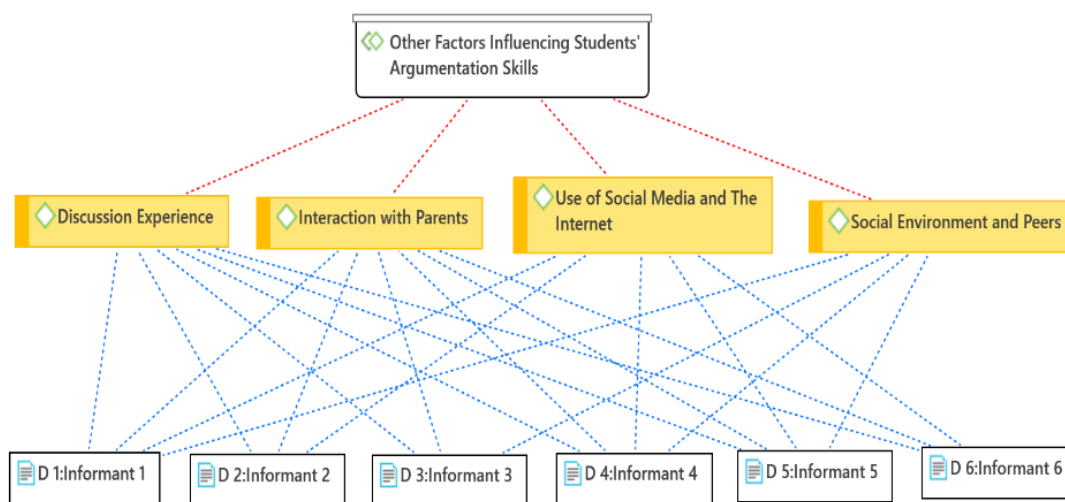 Other Factors Influencing Students'
Argumentation Skills
Discussion Experience
Interaction with Parents
Use of Social Media and The
Internet
Social Environment and Peers
D 1:Informant 1
D 2:Informant 2
D 3:Informant 3
D 4:Informant 4
D 5:Informant 5
D 6:Informant 6